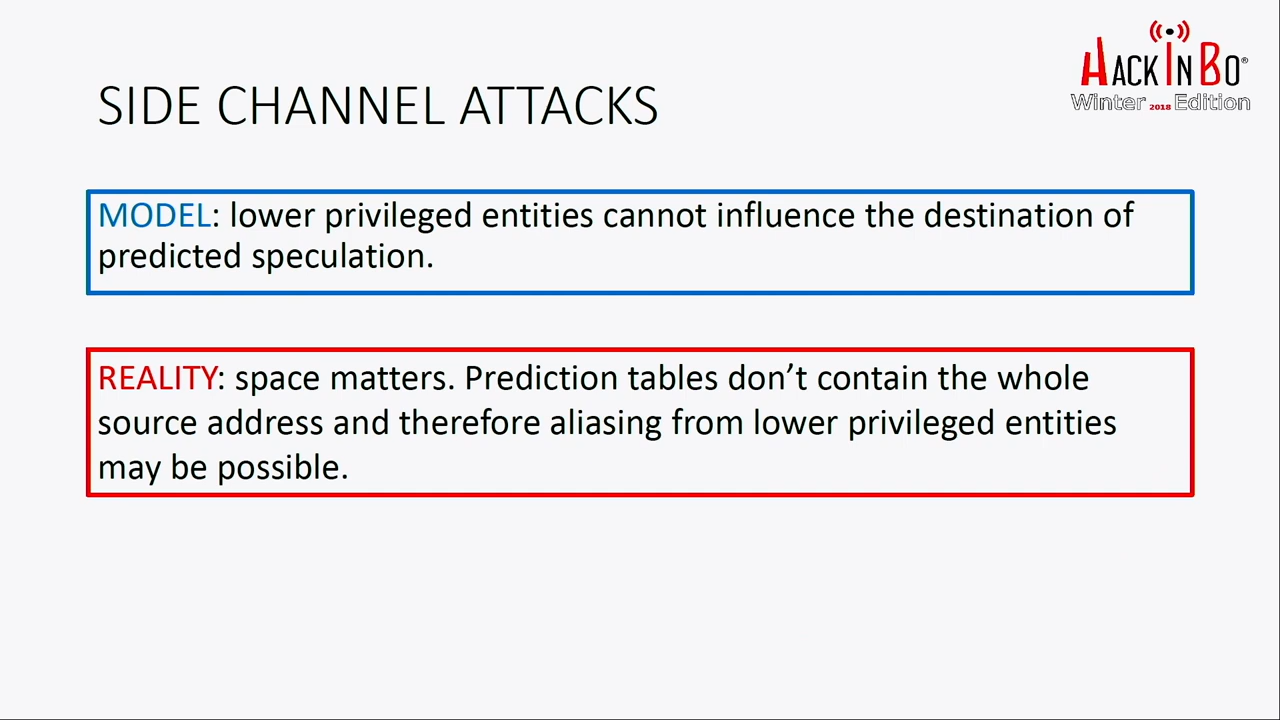 HACKINBO®
Winter 2018 Edition
SIDE CHANNEL ATTACKS
MODEL: lower privileged entities cannot influence the destination of
predicted speculation.
REALITY: space matters. Prediction tables don’t contain the whole
source address and therefore aliasing from lower privileged entities
may be possible.